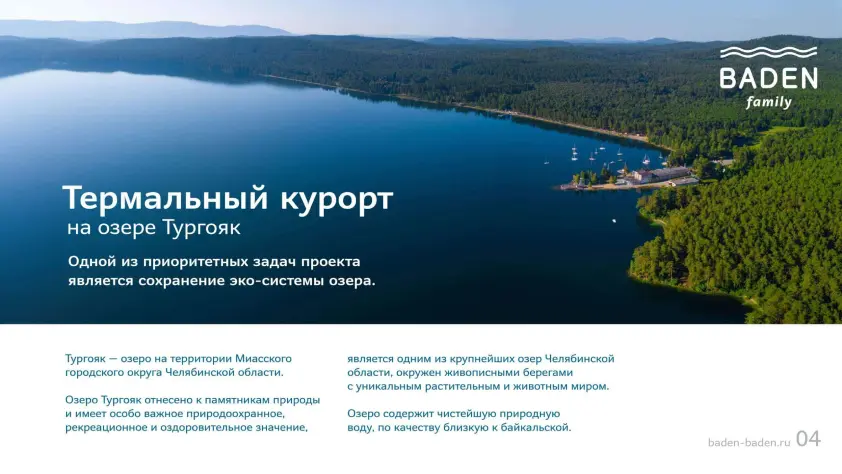 BADEN
family
Термальный курорт
на озере Тургояк
Одной из приоритетных задач проекта
является сохранение эко-системы озера.
Тургояк — озеро на территории Миасского
городского округа Челябинской области.
Озеро Тургояк отнесено к памятникам природы
и имеет особо важное природоохранное,
рекреационное и оздоровительное значение,
является одним из крупнейших озер Челябинской
области, окружен живописными берегами
с уникальным растительным и животным миром.
Озеро содержит чистейшую природную
воду, по качеству близкую к байкальской.
baden-baden.ru 04